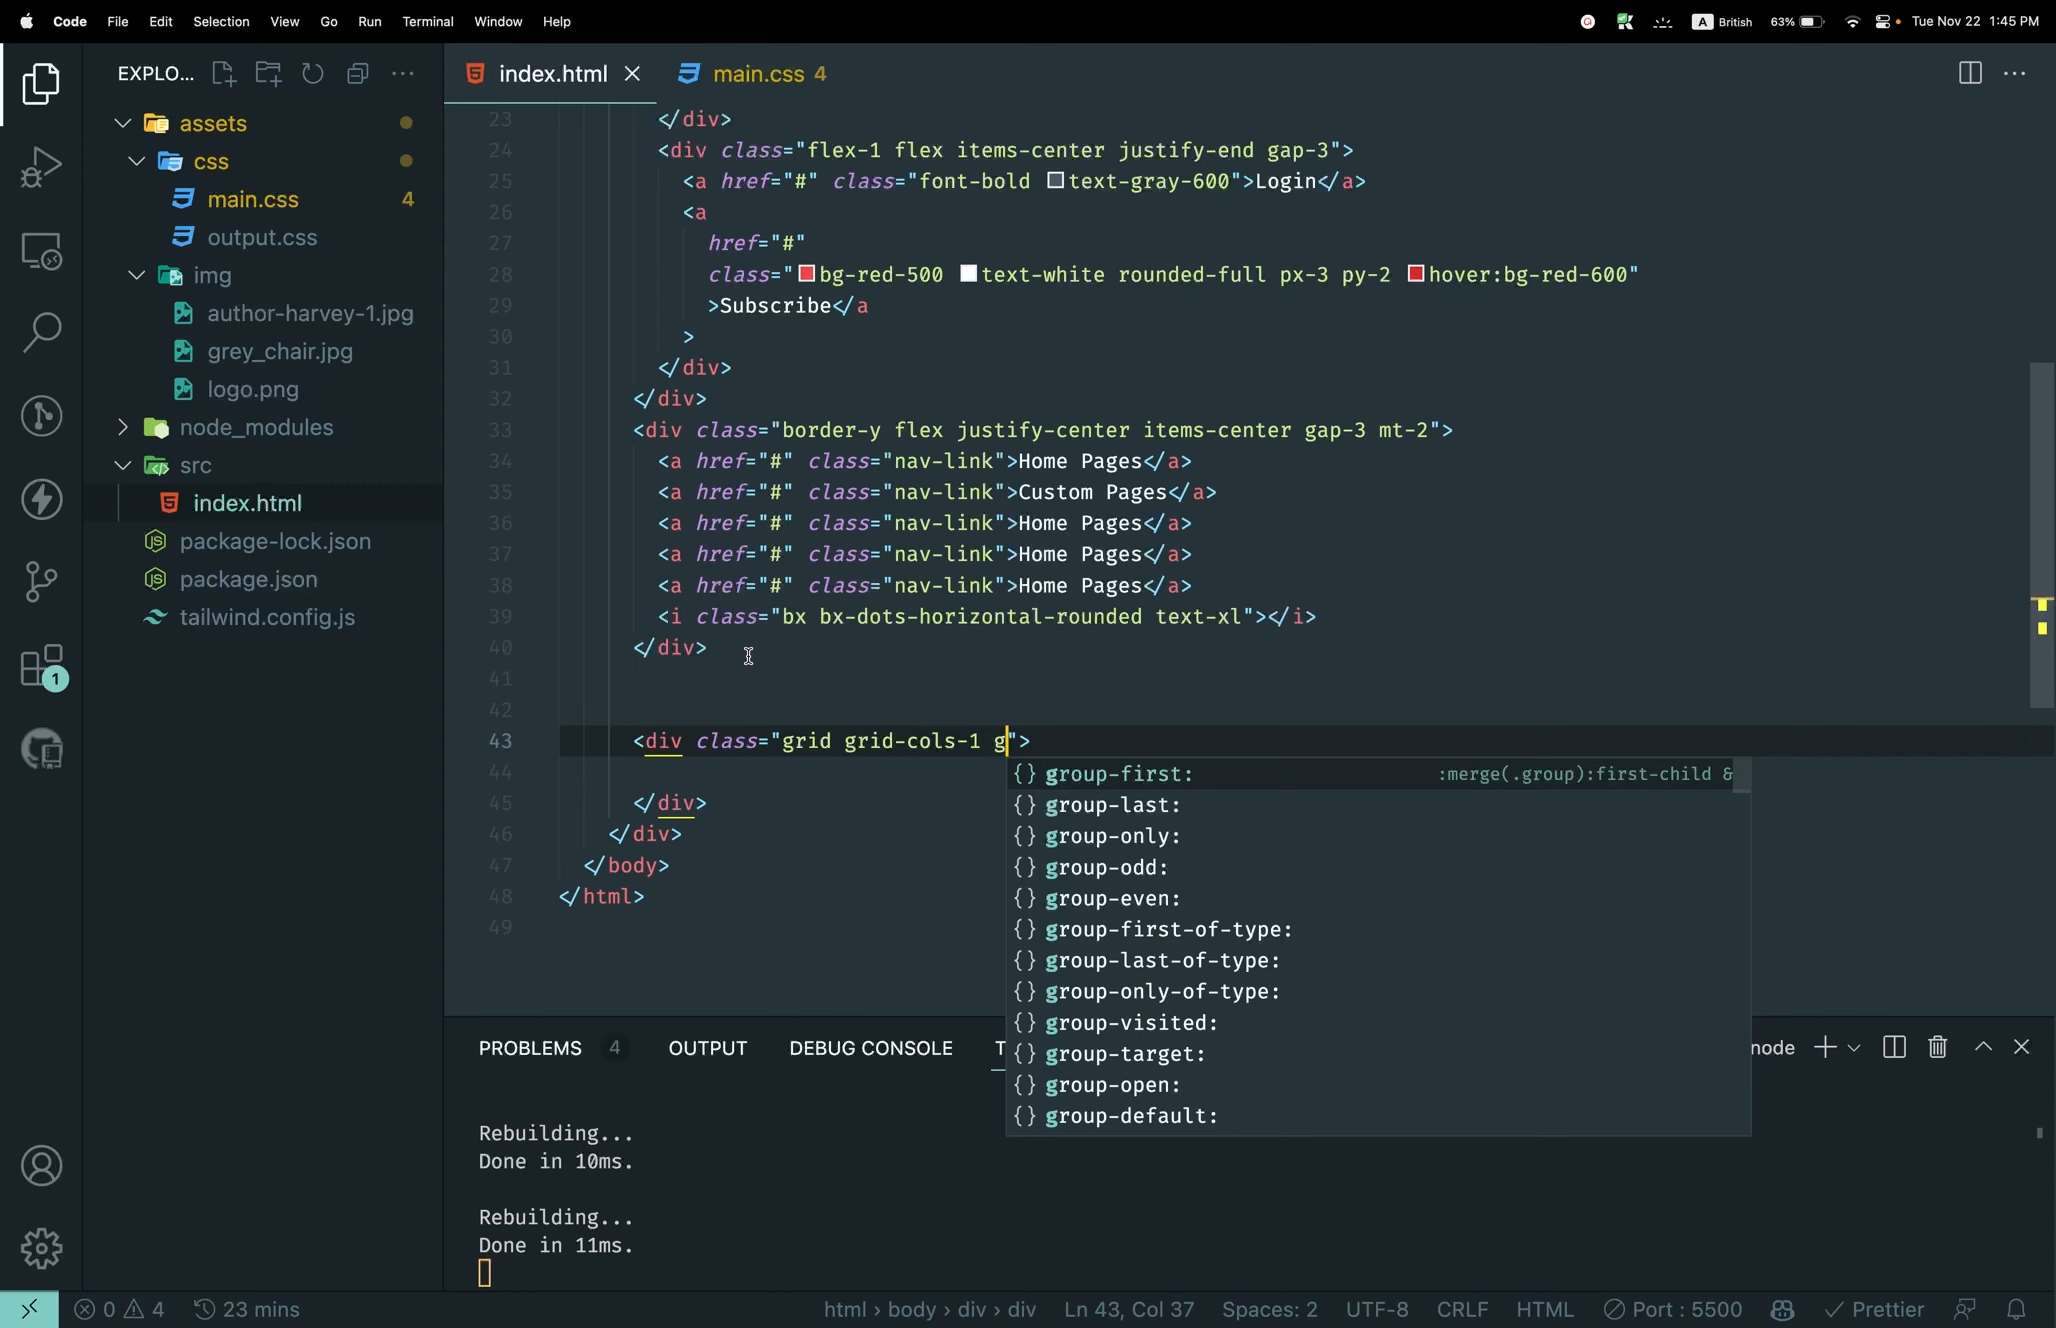 Code File Edit Selection View Go Run Terminal Window Help
A British 63% Tue Nov 22 1:45 PM
EXPLO...
index.html
main.css 4
assets
css
main.css 4
output.css
img
author-harvey-1.jpg
grey_chair.jpg
logo.png
node_modules
src
index.html
package-lock.json
package.json
tailwind.config.js
1
23 </div>
24 <div class="flex-1 flex items-center justify-end gap-3">
25 <a href="#" class="font-bold text-gray-600">Login</a>
26 <a
27 href="#"
28 class="bg-red-500 text-white rounded-full px-3 py-2 hover:bg-red-600"
29 >Subscribe</a
30 >
31 </div>
32 </div>
33 <div class="border-y flex justify-center items-center gap-3 mt-2">
34 <a href="#" class="nav-link">Home Pages</a>
35 <a href="#" class="nav-link">Custom Pages</a>
36 <a href="#" class="nav-link">Home Pages</a>
37 <a href="#" class="nav-link">Home Pages</a>
38 <a href="#" class="nav-link">Home Pages</a>
39 <i class="bx bx-dots-horizontal-rounded text-xl"></i>
40 </div>
41
42
43 <div class="grid grid-cols-1 g">
44
45 </div>
46 </div>
47 </body>
48 </html>
49
{} group-first: :merge(.group):first-child &
{} group-last:
{} group-only:
{} group-odd:
{} group-even:
{} group-first-of-type:
{} group-last-of-type:
{} group-only-of-type:
{} group-visited:
{} group-target:
{} group-open:
{} group-default:
PROBLEMS 4 OUTPUT DEBUG CONSOLE T node
Rebuilding...
Done in 10ms.
Rebuilding...
Done in 11ms.
0 4 23 mins html › body › div › div Ln 43, Col 37 Spaces: 2 UTF-8 CRLF HTML Port : 5500 Prettier